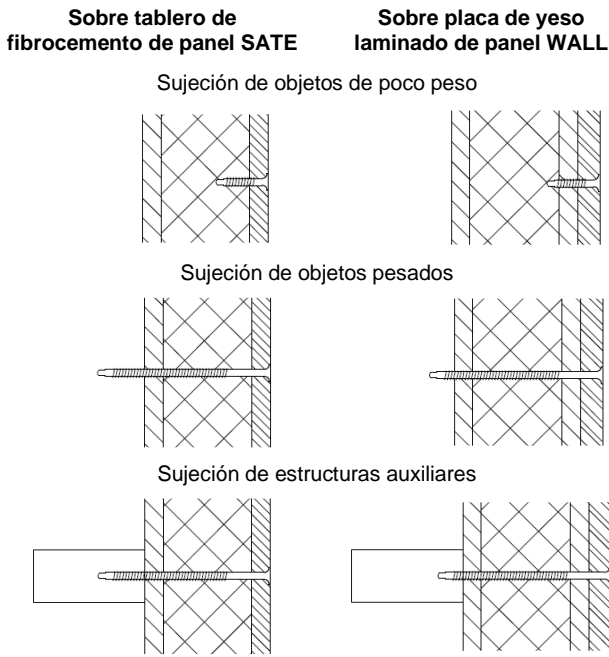 Sobre tablero de
fibrocemento de panel SATE
Sobre placa de yeso
laminado de panel WALL
Sujeción de objetos de poco peso
Sujeción de objetos pesados
Sujeción de estructuras auxiliares